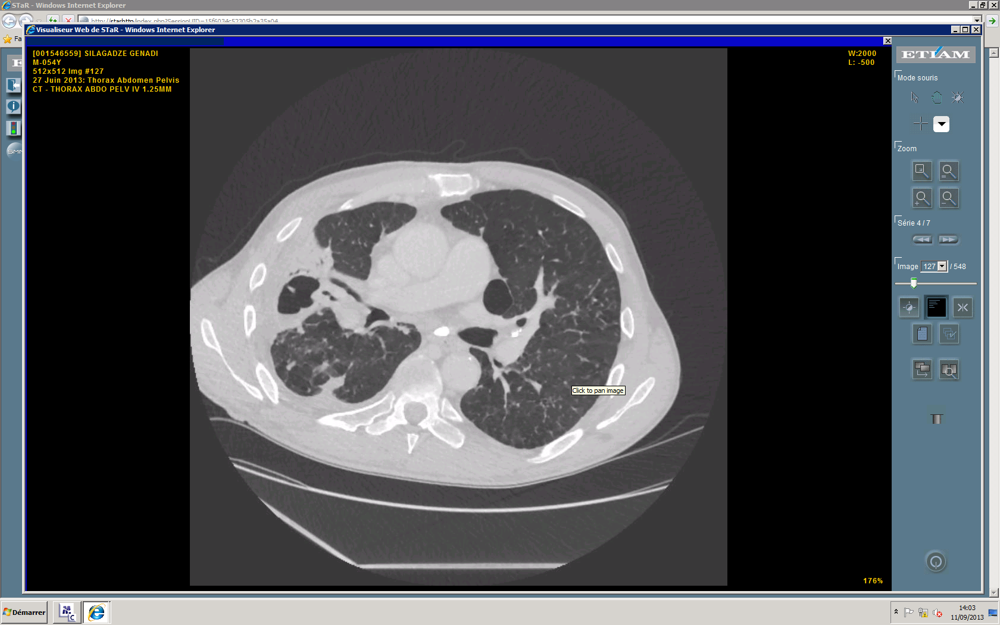 STaR - Windows Internet Explorer
http://starhttp/index.php?SessionUID=15f6034c52305b2a35a04
Visualiseur Web de STaR - Windows Internet Explorer
Fa
E
[001546559] SILAGADZE GENADI
M-054Y
512x512 Img #127
27 Juin 2013: Thorax Abdomen Pelvis
CT - THORAX ABDO PELV IV 1.25MM
W:2000
L: -500
ETIAM
Mode souris
Zoom
Série 4 / 7
Image 127 / 548
SMM
Click to pan image
176%
Démarrer
M C
14:03
11/09/2013